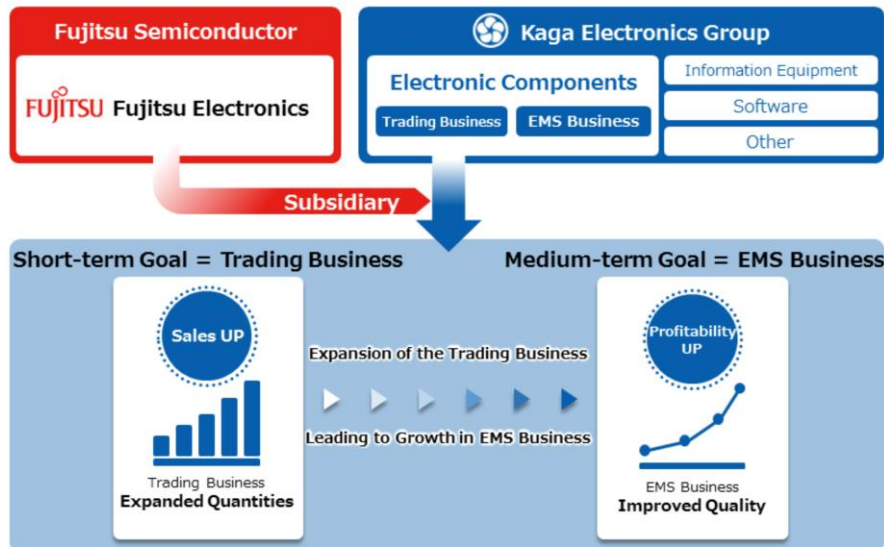 Fujitsu Semiconductor
FUJITSU Fujitsu Electronics
Kaga Electronics Group
Electronic Components
Trading Business
EMS Business
Information Equipment
Software
Other
Subsidiary
Short-term Goal = Trading Business
Medium-term Goal = EMS Business
Sales UP
Trading Business
Expanded Quantities
Expansion of the Trading Business
Leading to Growth in EMS Business
Profitability
UP
EMS Business
Improved Quality